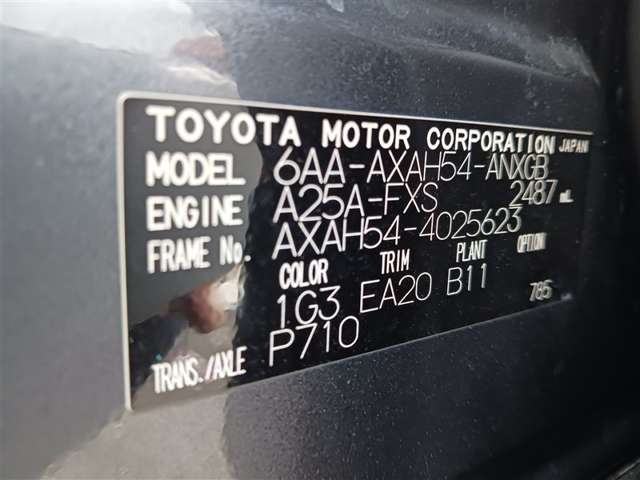 TOYOTA MOTOR CORPORATION JAPAN
MODEL 6AA-AXAH54-ANXGB
ENGINE A25A-FXS 2487 mL
FRAME No. AXAH54-4025623
COLOR TRIM PLANT OPTION
1G3 EA20 B11 785
TRANS./AXLE P710